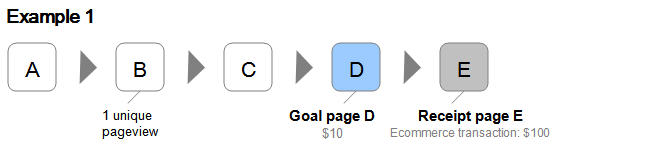 Example 1
A B C D E
1 unique
pageview
Goal page D
$10
Receipt page E
Ecommerce transaction: $100